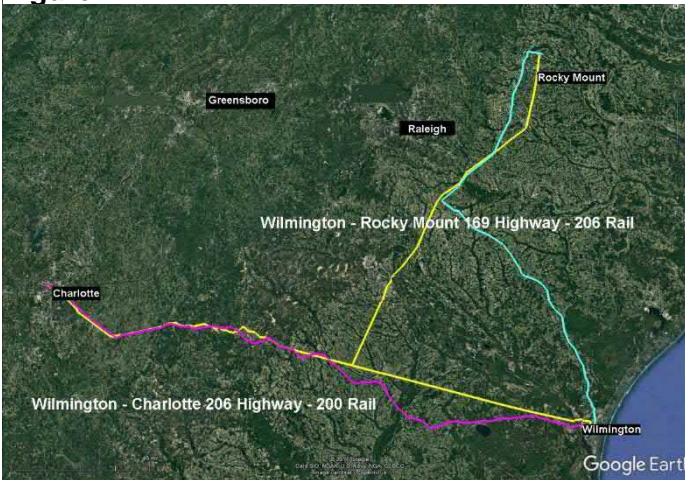 Greensboro
Rocky Mount
Raleigh
Wilmington - Rocky Mount 169 Highway - 206 Rail
Charlotte
Wilmington - Charlotte 206 Highway - 200 Rail
Wilmington
Google Earth